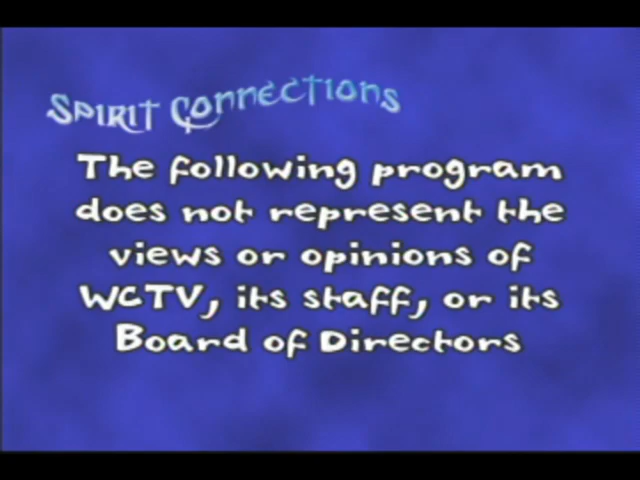 Spirit Connections
The following program
does not represent the
views or opinions of
WCTV, its staff, or its
Board of Directors